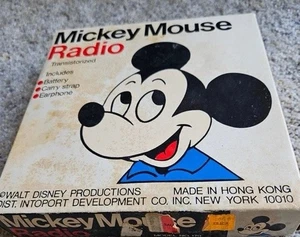 Mickey Mouse
Radio
Transistorized
Includes
•Battery
•Carry strap
•Earphone
©WALT DISNEY PRODUCTIONS MADE IN HONG KONG
DIST. INTOPORT DEVELOPMENT CO. INC. NEW YORK 10010
Mickey Mouse
Radio